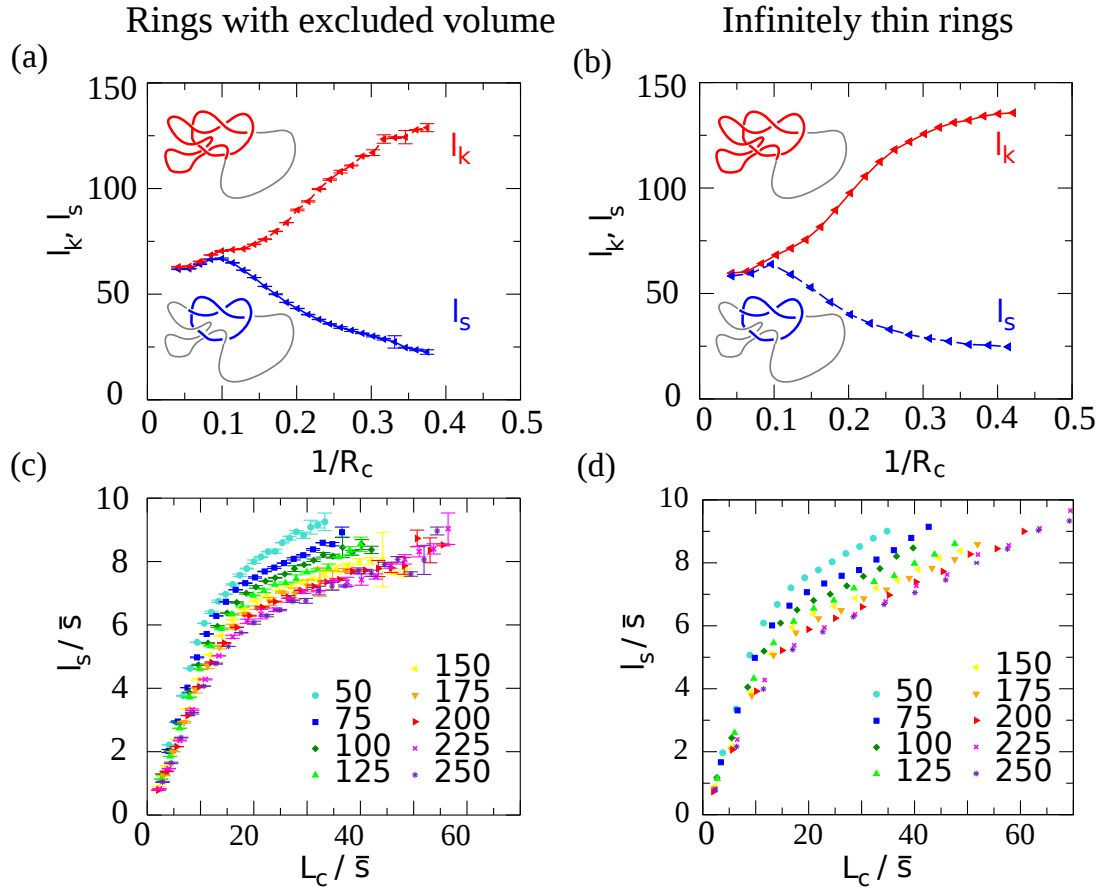 Rings with excluded volume
Infinitely thin rings
(a)
150
100
50
0
l_k, l_s
l_k
l_s
0 0.1 0.2 0.3 0.4 0.5
1/R_c
(b)
150
100
50
0
l_k, l_s
l_k
l_s
0 0.1 0.2 0.3 0.4 0.5
1/R_c
(c)
10
8
6
4
2
0
l_s / s̅
50
75
100
125
150
175
200
225
250
0 20 40 60
L_c / s̅
(d)
10
8
6
4
2
0
l_s / s̅
50
75
100
125
150
175
200
225
250
0 20 40 60
L_c / s̅